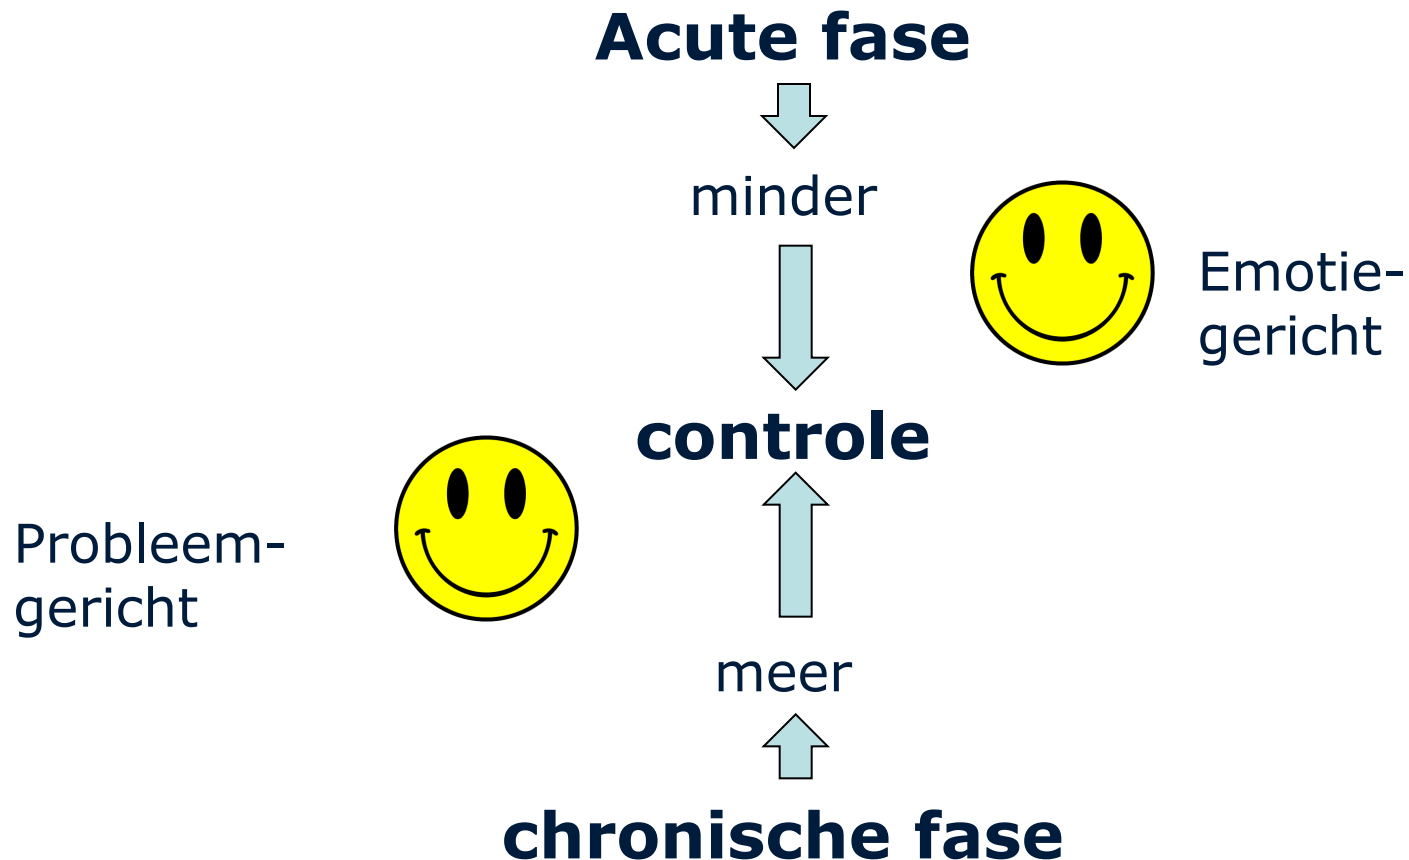 Acute fase
minder
Emotie-
gericht
controle
Probleem-
gericht
meer
chronische fase